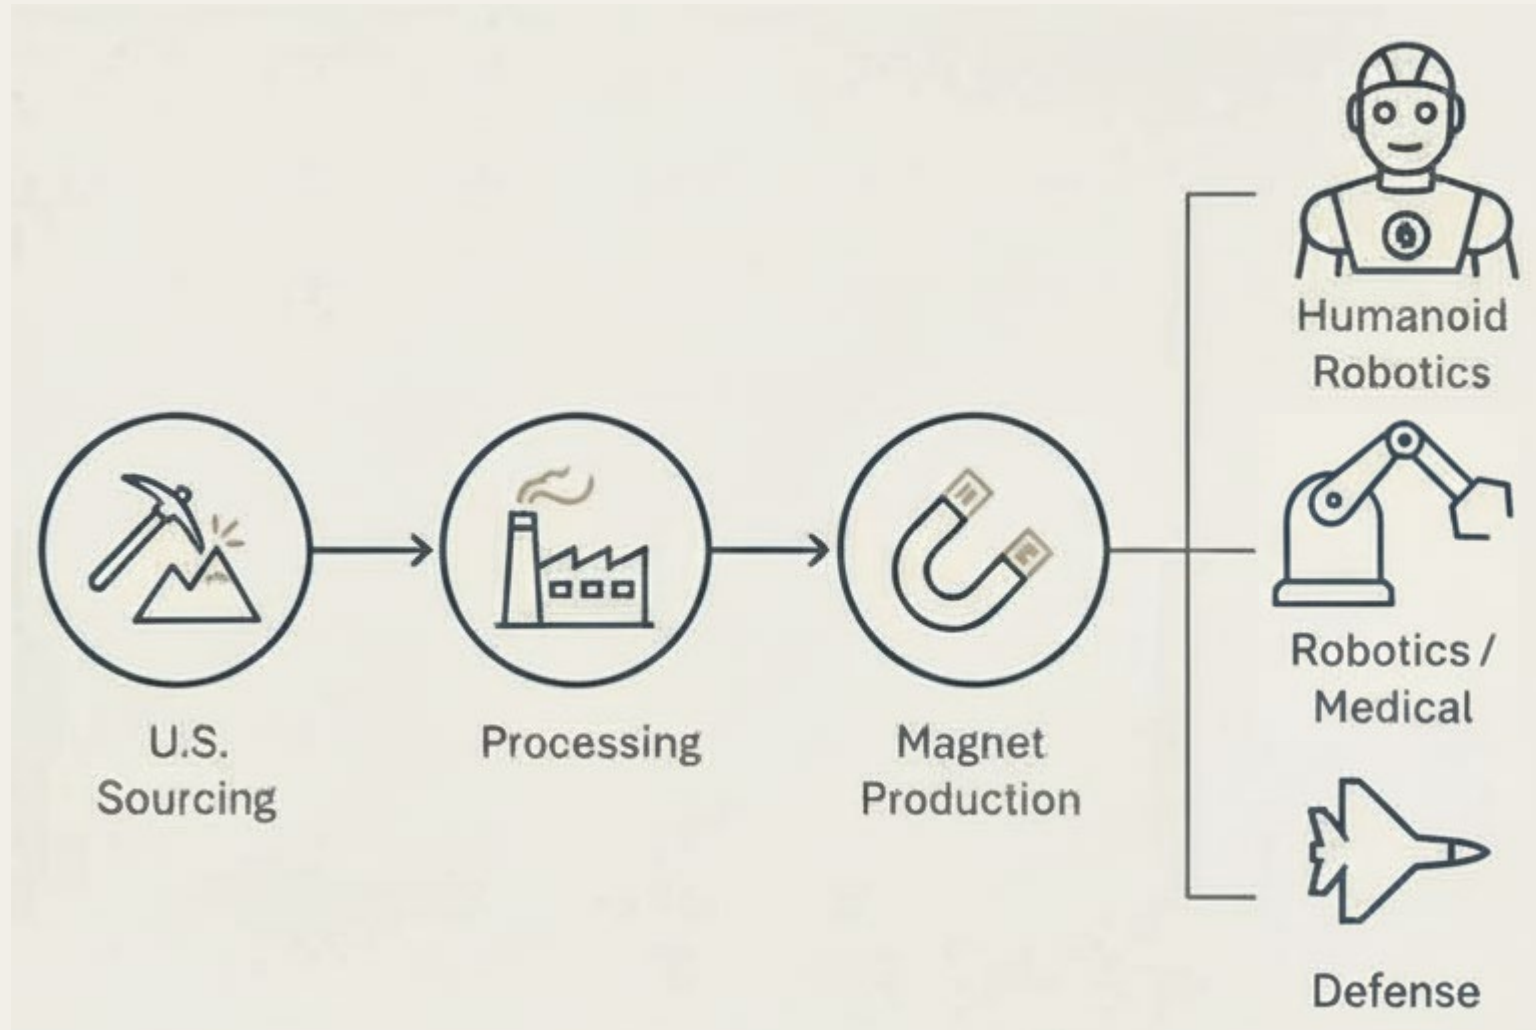 U.S.
Sourcing
Processing
Magnet
Production
Humanoid
Robotics
Robotics /
Medical
Defense